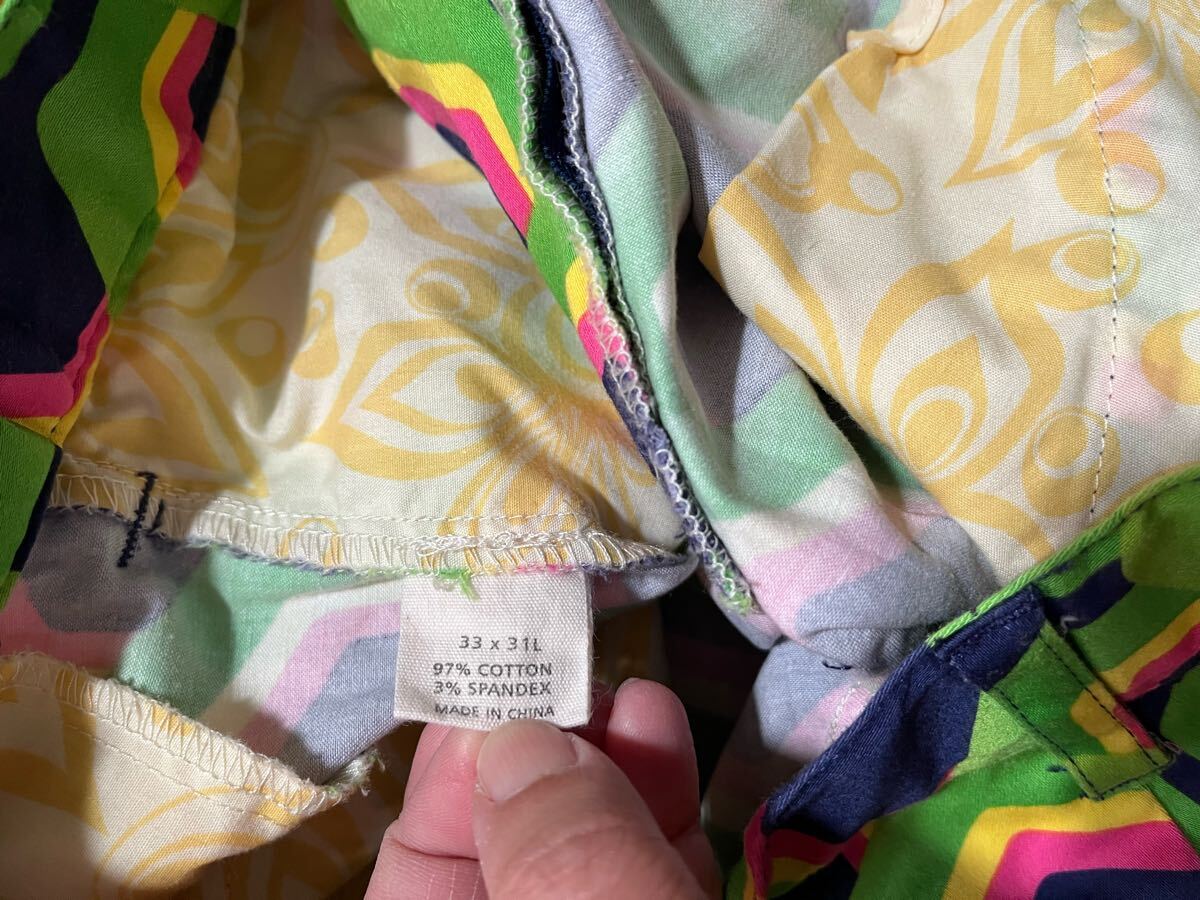 33 x 31L
97% COTTON
3% SPANDEX
MADE IN CHINA